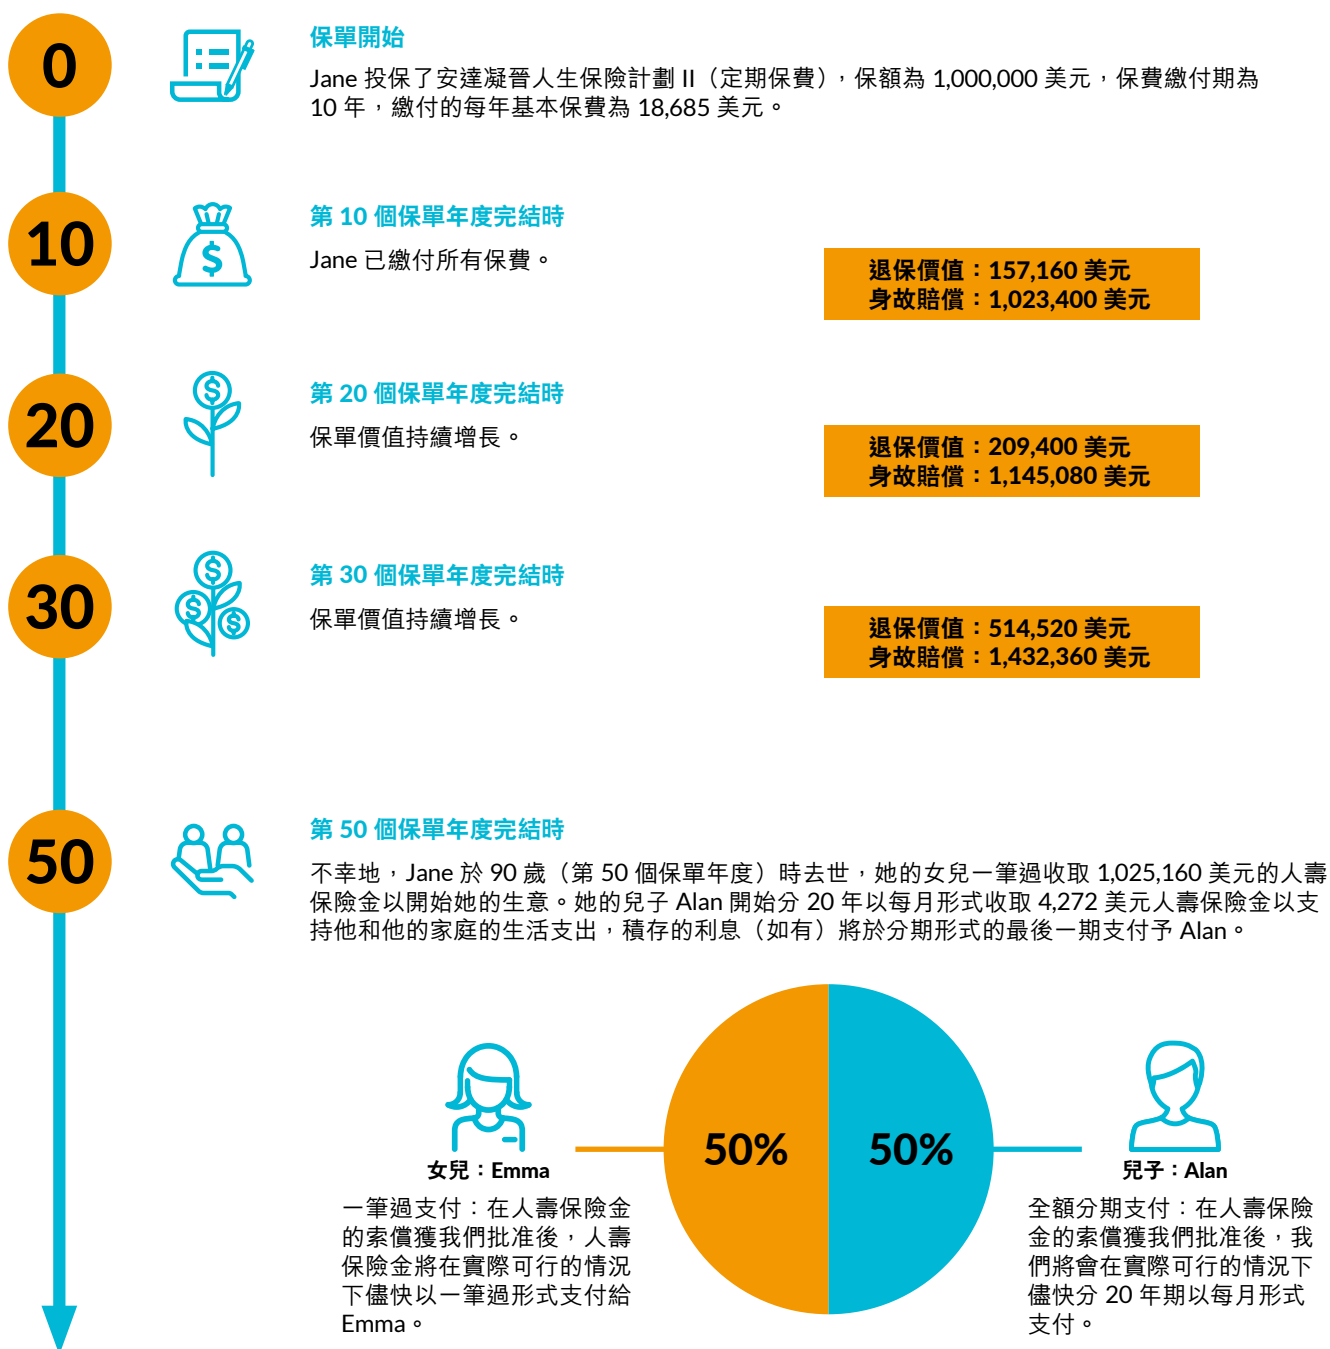 0
保單開始
Jane 投保了安達凝晉人生保險計劃 II（定期保費），保額為 1,000,000 美元，保費繳付期為
10 年，繳付的每年基本保費為 18,685 美元。
10
第 10 個保單年度完結時
Jane 已繳付所有保費。
退保價值：157,160 美元
身故賠償：1,023,400 美元
20
第 20 個保單年度完結時
保單價值持續增長。
退保價值：209,400 美元
身故賠償：1,145,080 美元
30
第 30 個保單年度完結時
保單價值持續增長。
退保價值：514,520 美元
身故賠償：1,432,360 美元
50
第 50 個保單年度完結時
不幸地，Jane 於 90 歲（第 50 個保單年度）時去世，她的女兒一筆過收取 1,025,160 美元的人壽
保險金以開始她的生意。她的兒子 Alan 開始分 20 年以每月形式收取 4,272 美元人壽保險金以支
持他和他的家庭的生活支出，積存的利息（如有）將於分期形式的最後一期支付予 Alan。
50%
50%
女兒：Emma
一筆過支付：在人壽保險金
的索償獲我們批准後，人壽
保險金將在實際可行的情況
下儘快以一筆過形式支付給
Emma。
兒子：Alan
全額分期支付：在人壽保險
金的索償獲我們批准後，我
們將會在實際可行的情況下
儘快分 20 年期以每月形式
支付。